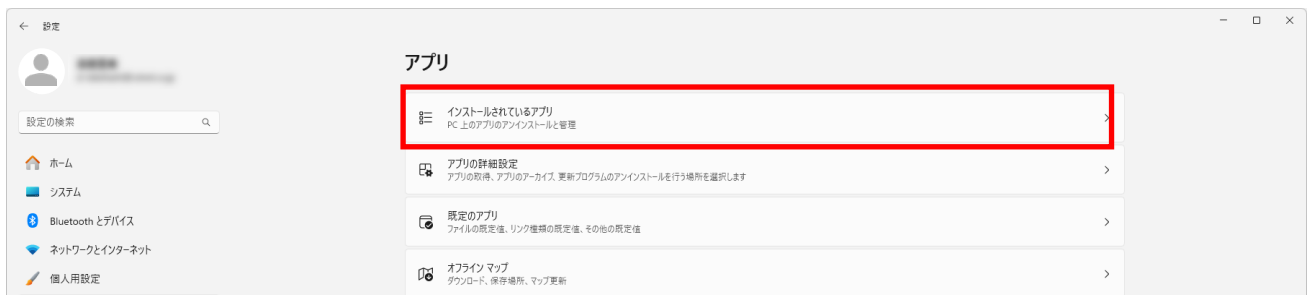 設定
設定の検索
ホーム
システム
Bluetooth とデバイス
ネットワークとインターネット
個人用設定
アプリ
インストールされているアプリ
PC 上のアプリのアンインストールと管理
アプリの詳細設定
アプリの取得、アプリのアーカイブ、更新プログラムのアンインストールを行う場所を選択します
既定のアプリ
ファイルの既定値、リンク種類の既定値、その他の既定値
オフライン マップ
ダウンロード、保存場所、マップ更新